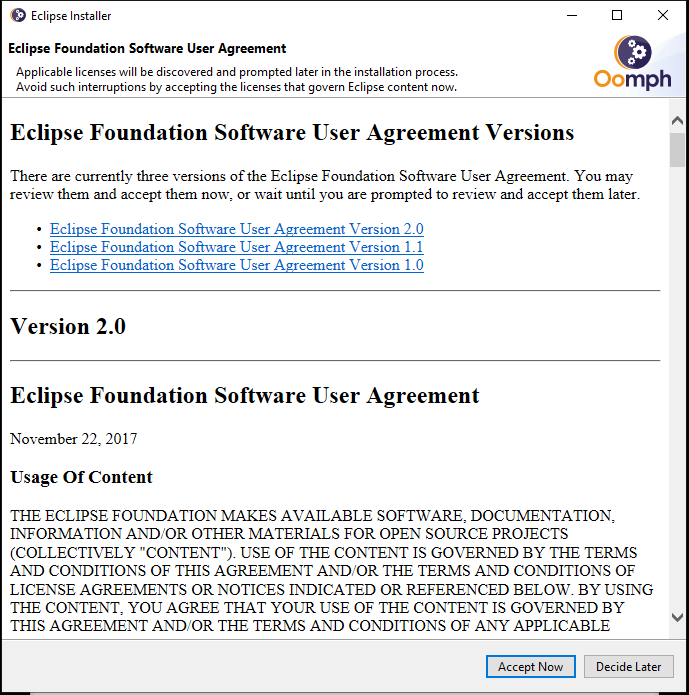 Eclipse Installer
Eclipse Foundation Software User Agreement
Applicable licenses will be discovered and prompted later in the installation process.
Avoid such interruptions by accepting the licenses that govern Eclipse content now.
Oomph
Eclipse Foundation Software User Agreement Versions
There are currently three versions of the Eclipse Foundation Software User Agreement. You may
review them and accept them now, or wait until you are prompted to review and accept them later.
• Eclipse Foundation Software User Agreement Version 2.0
• Eclipse Foundation Software User Agreement Version 1.1
• Eclipse Foundation Software User Agreement Version 1.0
Version 2.0
Eclipse Foundation Software User Agreement
November 22, 2017
Usage Of Content
THE ECLIPSE FOUNDATION MAKES AVAILABLE SOFTWARE, DOCUMENTATION,
INFORMATION AND/OR OTHER MATERIALS FOR OPEN SOURCE PROJECTS
(COLLECTIVELY "CONTENT"). USE OF THE CONTENT IS GOVERNED BY THE TERMS
AND CONDITIONS OF THIS AGREEMENT AND/OR THE TERMS AND CONDITIONS OF
LICENSE AGREEMENTS OR NOTICES INDICATED OR REFERENCED BELOW. BY USING
THE CONTENT, YOU AGREE THAT YOUR USE OF THE CONTENT IS GOVERNED BY
THIS AGREEMENT AND/OR THE TERMS AND CONDITIONS OF ANY APPLICABLE
Accept Now
Decide Later